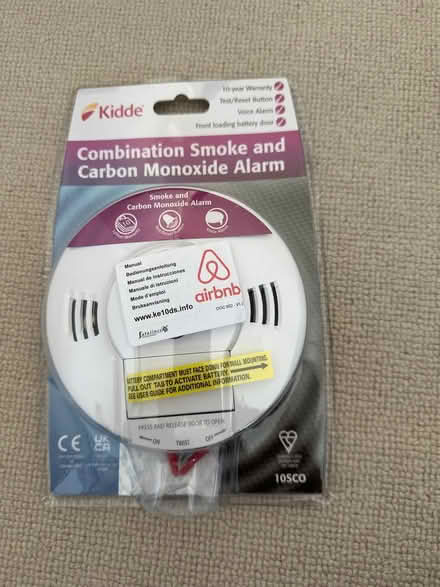 Kidde
10-year Warranty
Test/Reset Button
Voice Alarm
Front loading battery door
Combination Smoke and
Carbon Monoxide Alarm
Smoke and
Carbon Monoxide Alarm
Manual
Bedienungsanleitung
Manual de instrucciones
Manuale di istruzioni
Mode d'emploi
Bruksanvisning
www.ke10ds.info
airbnb
BATTERY COMPARTMENT MUST FACE DOWN FOR WALL MOUNTING.
PULL OUT TAB TO ACTIVATE BATTERY.
SEE USER GUIDE FOR ADDITIONAL INFORMATION.
PRESS AND RELEASE DOOR TO OPEN
ON TWIST OFF
CE
UK
CA
10SCO